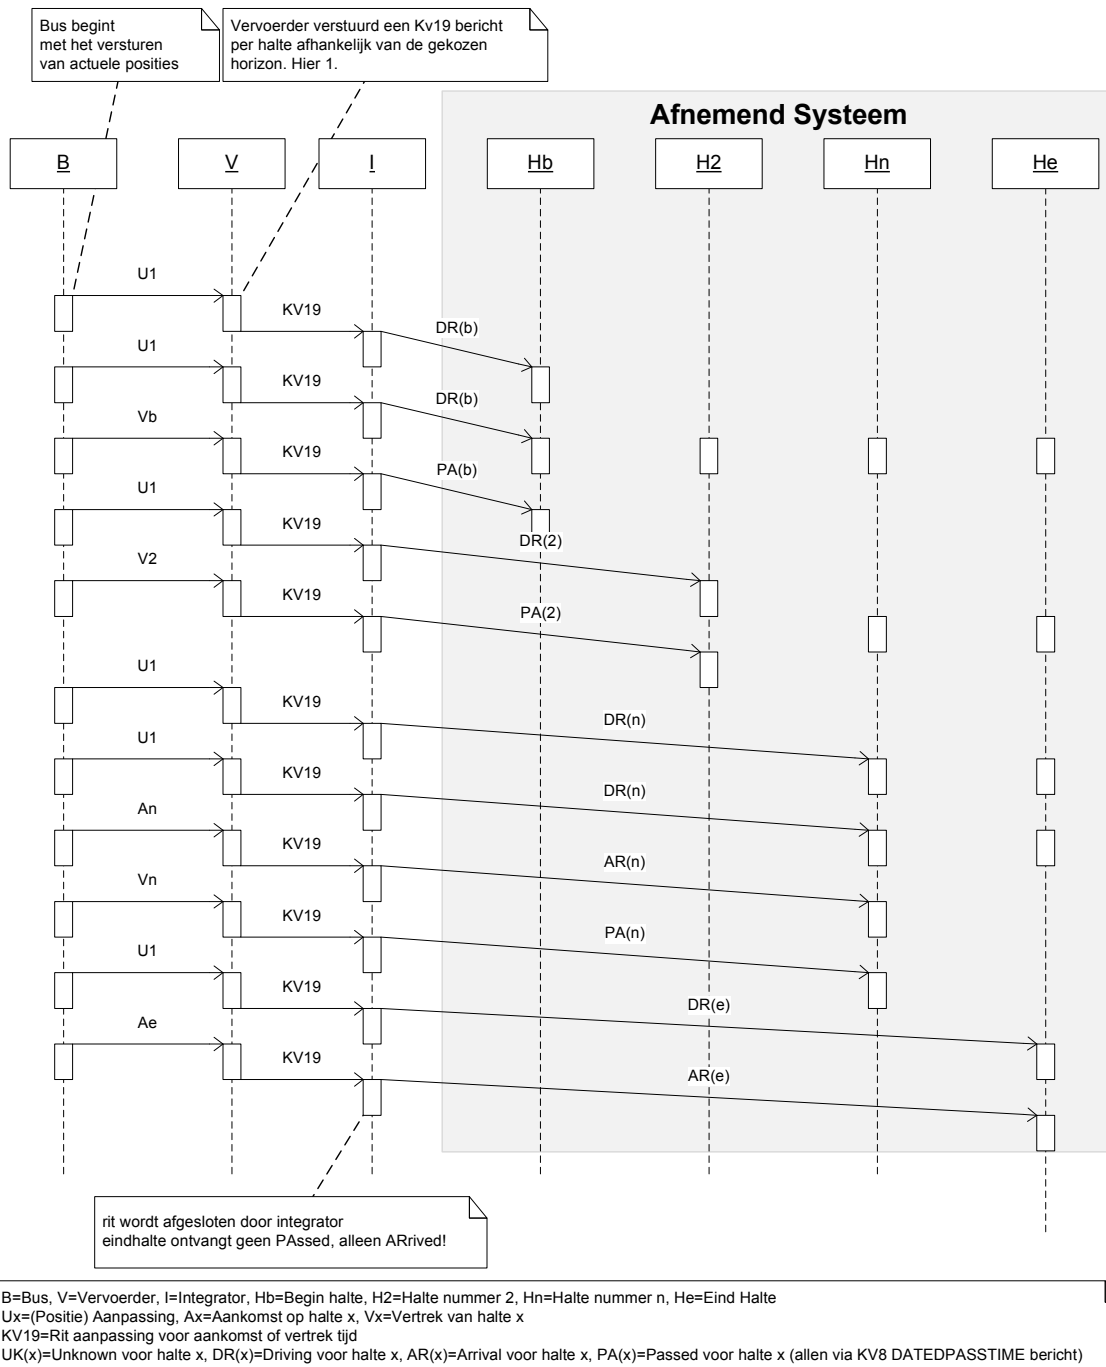 Bus begint
met het versturen
van actuele posities
Vervoerder verstuurd een Kv19 bericht
per halte afhankelijk van de gekozen
horizon. Hier 1.
Afnemend Systeem
B
V
I
Hb
H2
Hn
He
U1
KV19
DR(b)
U1
KV19
DR(b)
Vb
KV19
PA(b)
U1
KV19
DR(2)
V2
KV19
PA(2)
U1
KV19
DR(n)
U1
KV19
DR(n)
An
KV19
AR(n)
Vn
KV19
PA(n)
U1
KV19
DR(e)
Ae
KV19
AR(e)
rit wordt afgesloten door integrator
eindhalte ontvangt geen PAssed, alleen ARrived!
B=Bus, V=Vervoerder, I=Integrator, Hb=Begin halte, H2=Halte nummer 2, Hn=Halte nummer n, He=Eind Halte
Ux=(Positie) Aanpassing, Ax=Aankomst op halte x, Vx=Vertrek van halte x
KV19=Rit aanpassing voor aankomst of vertrek tijd
UK(x)=Unknown voor halte x, DR(x)=Driving voor halte x, AR(x)=Arrival voor halte x, PA(x)=Passed voor halte x (allen via KV8 DATEDPASSTIME bericht)